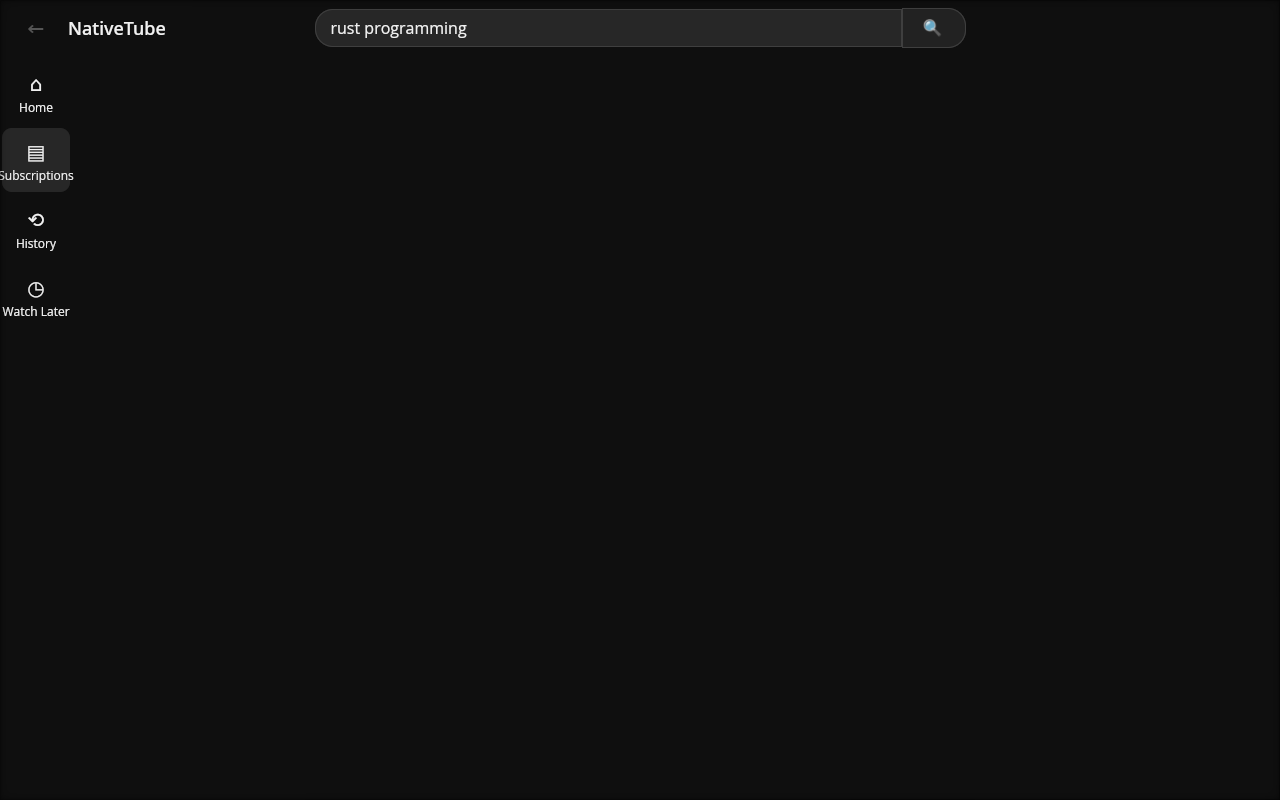 NativeTube
rust programming
Home
Subscriptions
History
Watch Later